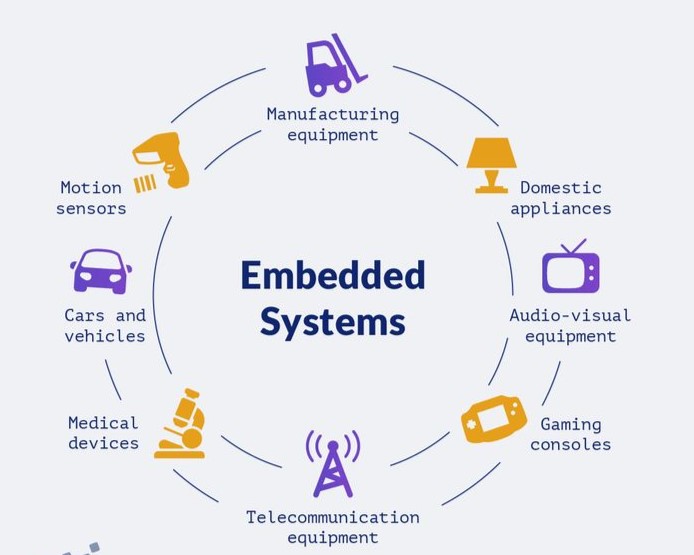 Manufacturing
equipment
Motion
sensors
Domestic
appliances
Embedded
Systems
Cars and
vehicles
Audio-visual
equipment
Medical
devices
Gaming
consoles
Telecommunication
equipment